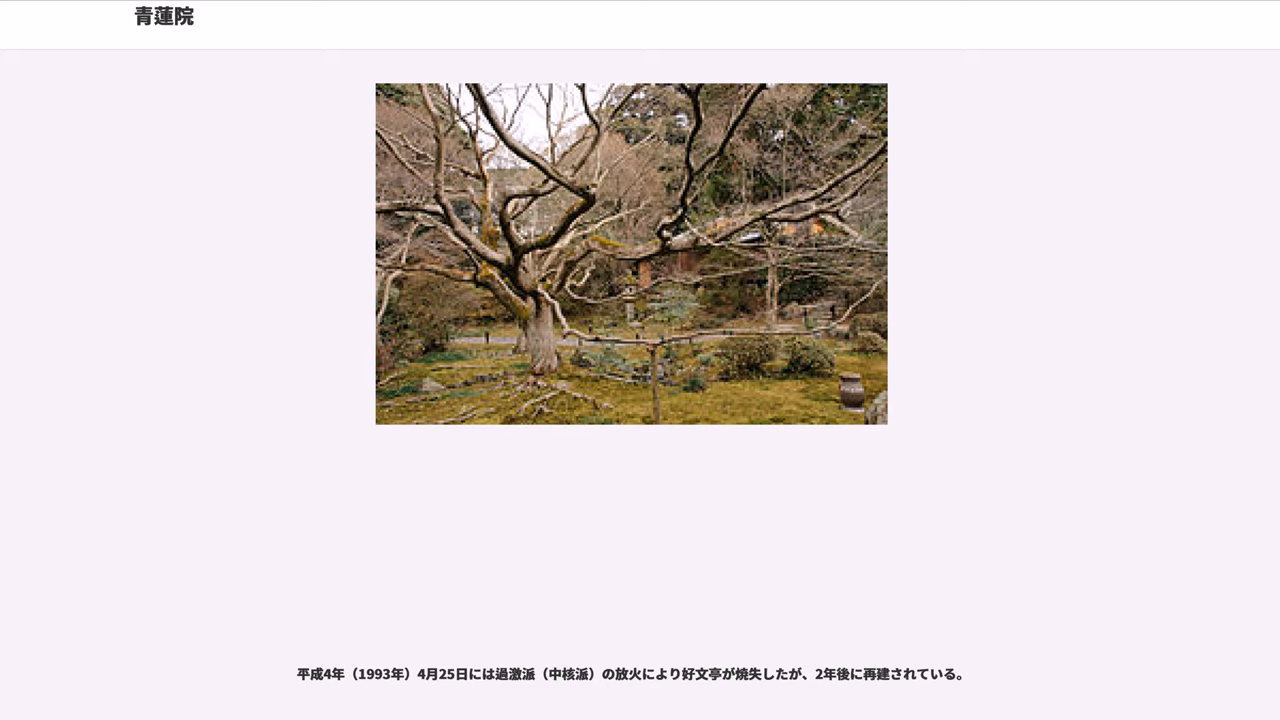 青蓮院
平成4年（1993年）4月25日には過激派（中核派）の放火により好文亭が焼失したが、2年後に再建されている。